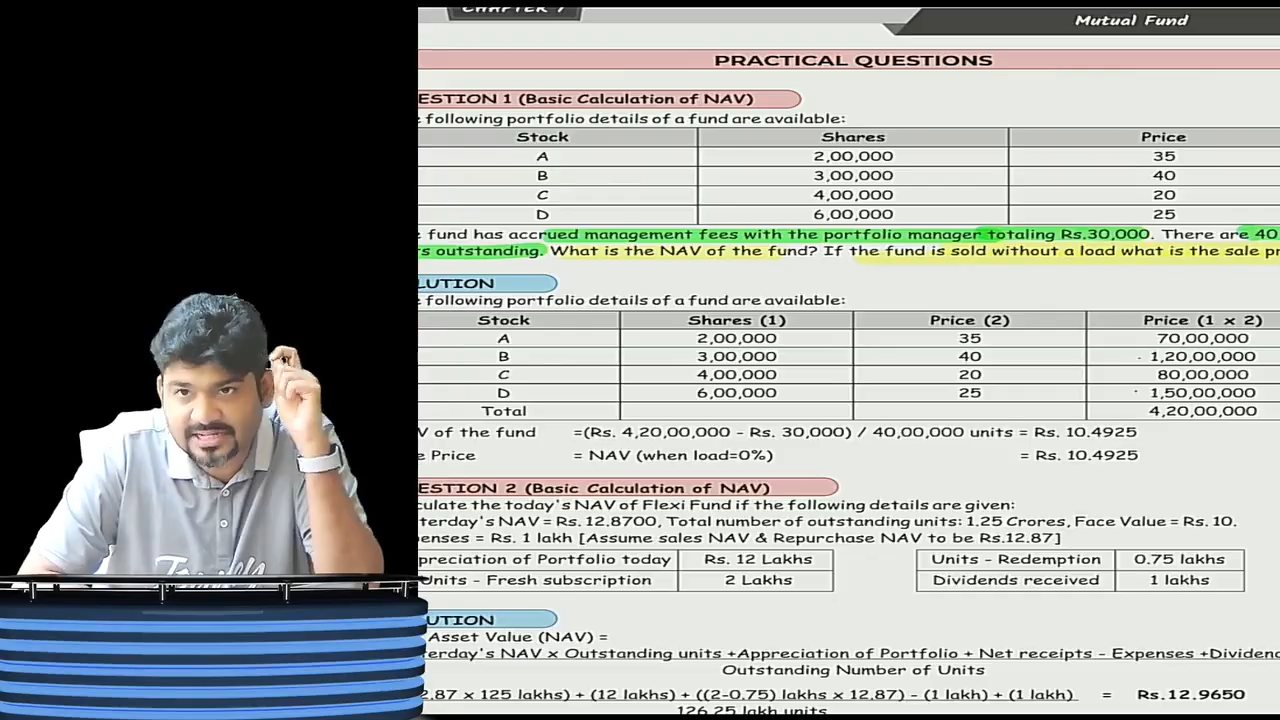 CHAPTER 7
Mutual Fund
PRACTICAL QUESTIONS
ESTION 1 (Basic Calculation of NAV)
e following portfolio details of a fund are available:
Stock Shares Price
A 2,00,000 35
B 3,00,000 40
C 4,00,000 20
D 6,00,000 25
e fund has accrued management fees with the portfolio manager totaling Rs.30,000. There are 40
s outstanding. What is the NAV of the fund? If the fund is sold without a load what is the sale pr
LUTION
e following portfolio details of a fund are available:
Stock Shares (1) Price (2) Price (1 x 2)
A 2,00,000 35 70,00,000
B 3,00,000 40 1,20,00,000
C 4,00,000 20 80,00,000
D 6,00,000 25 1,50,00,000
Total 4,20,00,000
V of the fund =(Rs. 4,20,00,000 - Rs. 30,000) / 40,00,000 units = Rs. 10.4925
e Price = NAV (when load=0%) = Rs. 10.4925
ESTION 2 (Basic Calculation of NAV)
culate the today's NAV of Flexi Fund if the following details are given:
terday's NAV = Rs. 12.8700, Total number of outstanding units: 1.25 Crores, Face Value = Rs. 10.
enses = Rs. 1 lakh [Assume sales NAV & Repurchase NAV to be Rs.12.87]
preciation of Portfolio today Rs. 12 Lakhs Units - Redemption 0.75 lakhs
Units - Fresh subscription 2 Lakhs Dividends received 1 lakhs
UTION
Asset Value (NAV) =
terday's NAV x Outstanding units +Appreciation of Portfolio + Net receipts - Expenses +Dividend
Outstanding Number of Units
2.87 x 125 lakhs) + (12 lakhs) + ((2-0.75) lakhs x 12.87) - (1 lakh) + (1 lakh) = Rs.12.9650
126.25 lakh units